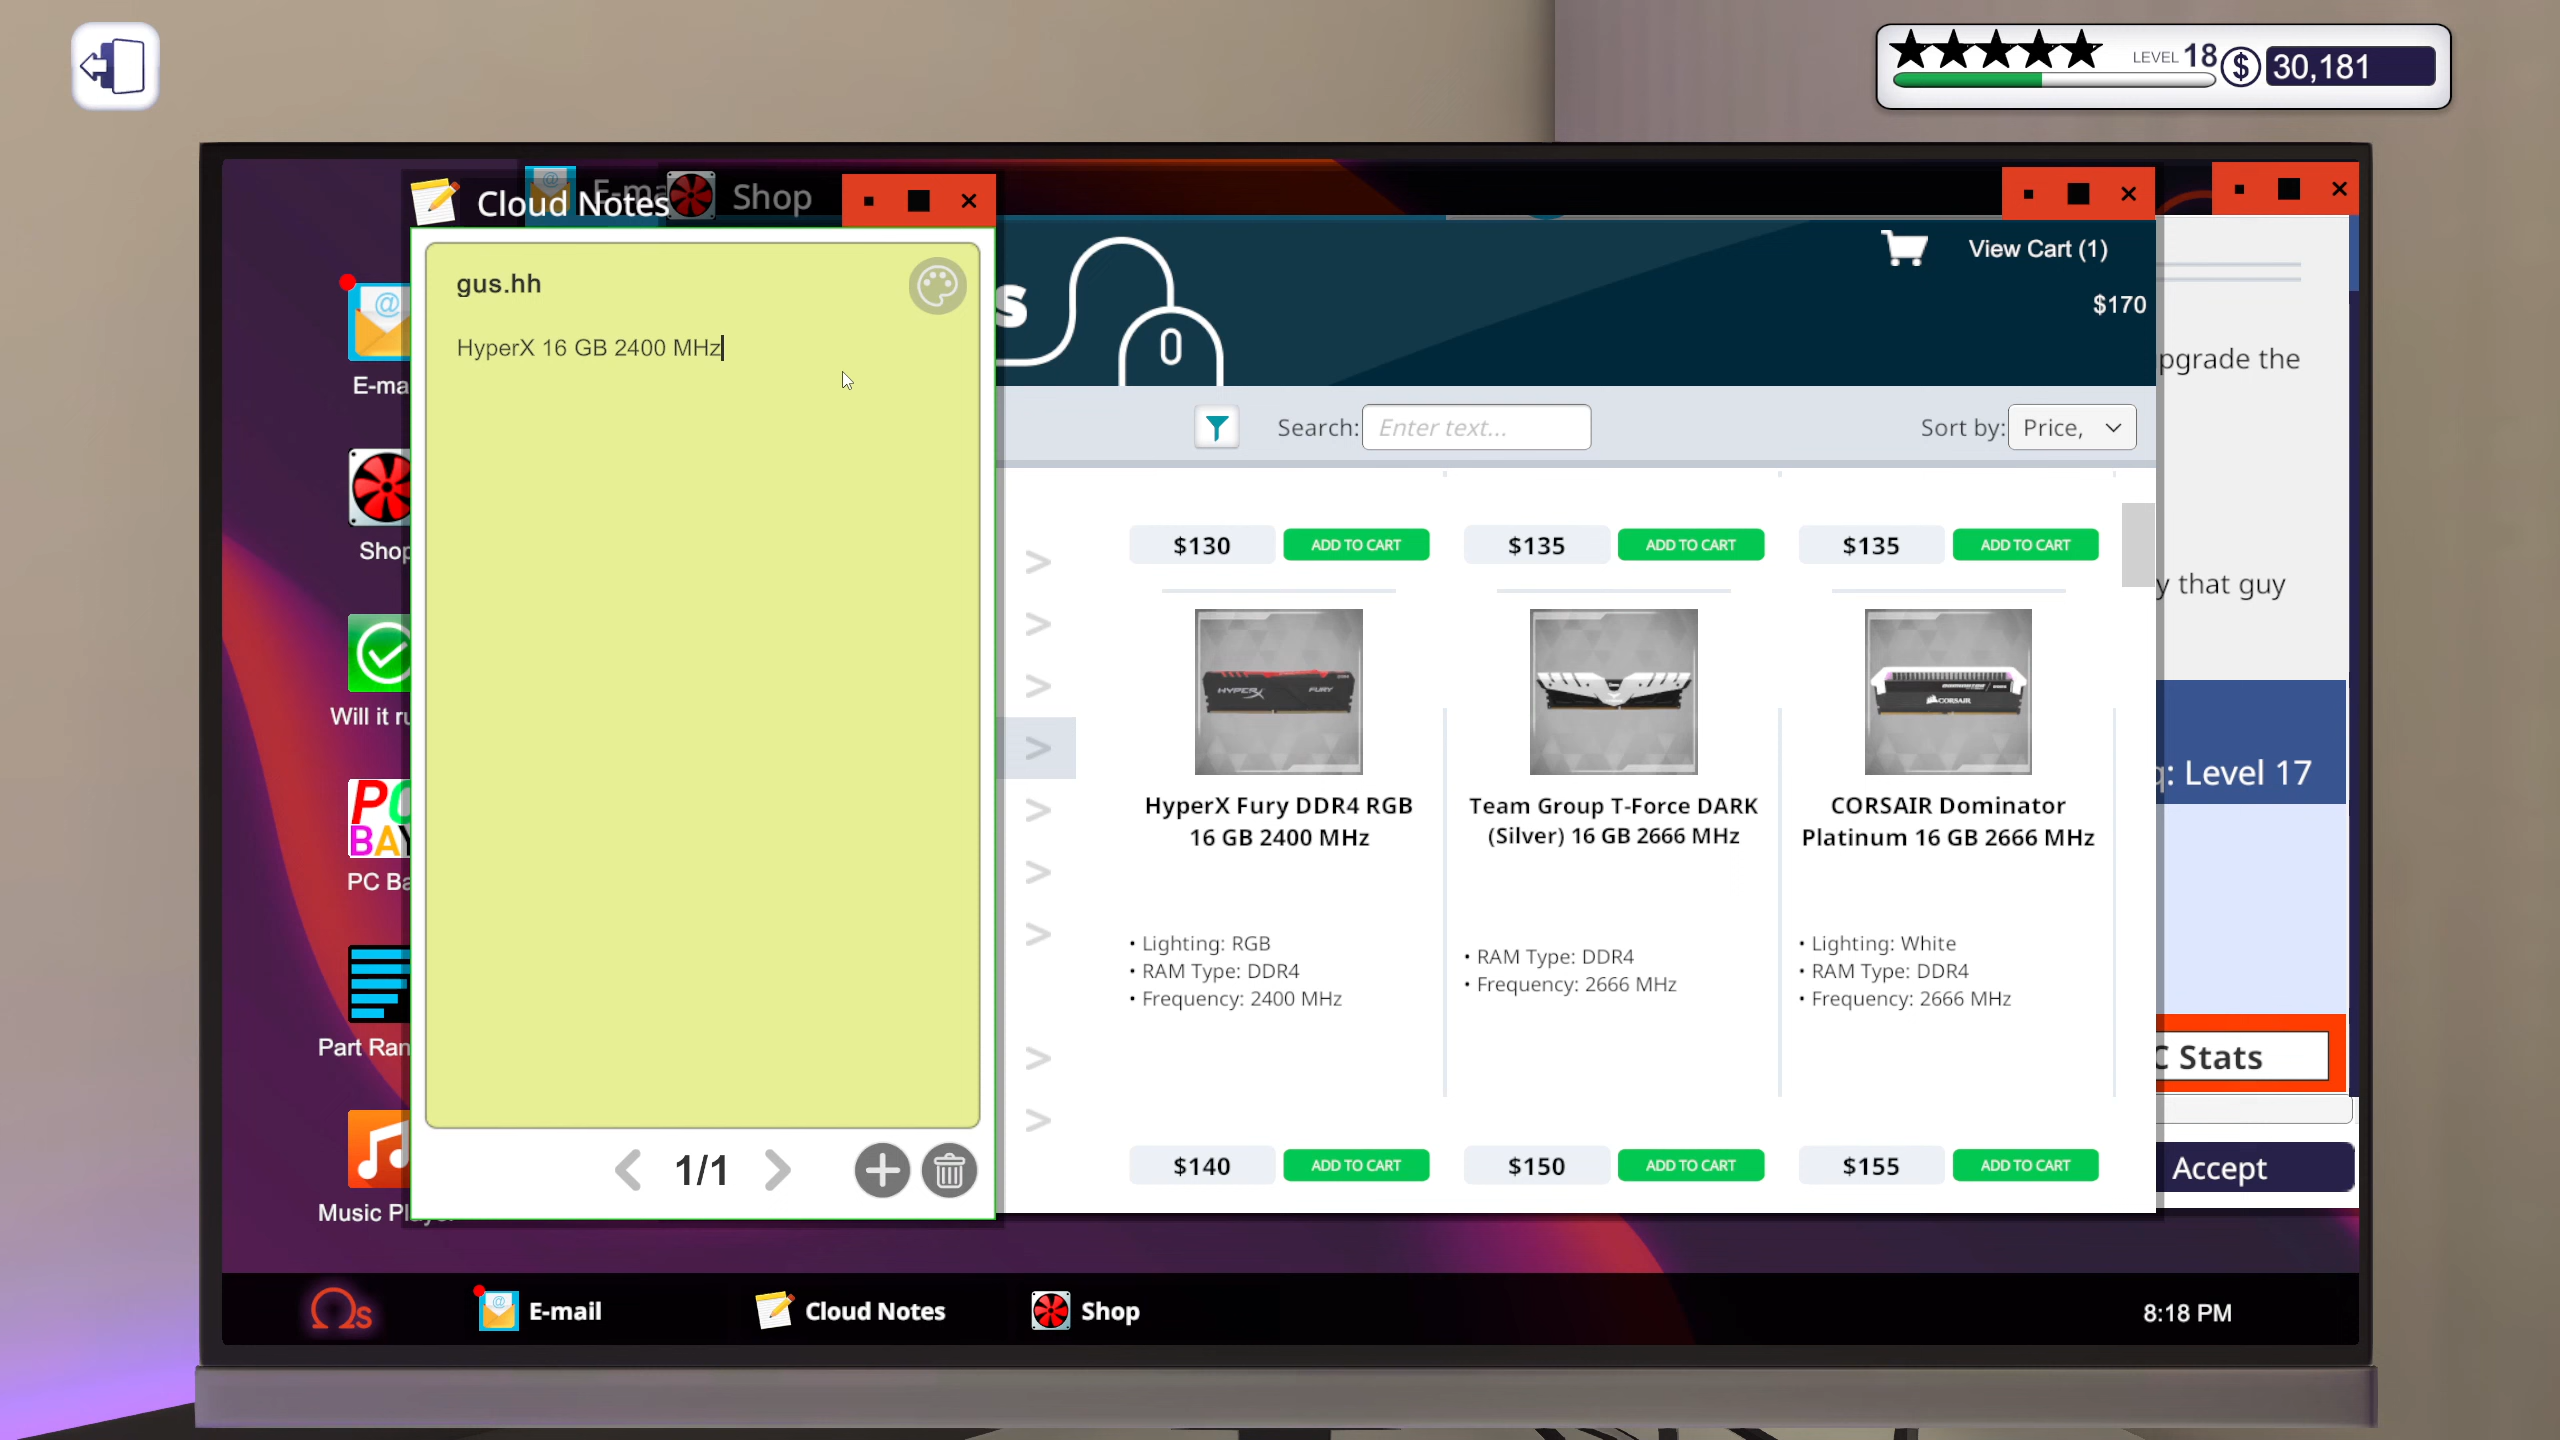 LEVEL 18
$ 30,181
Cloud Notes
Shop
gus.hh
HyperX 16 GB 2400 MHz
1/1
View Cart (1)
$170
Search: Enter text...
Sort by: Price,
$130 ADD TO CART
$135 ADD TO CART
$135 ADD TO CART
HYPERX FURY
CORSAIR
HyperX Fury DDR4 RGB
16 GB 2400 MHz
Team Group T-Force DARK
(Silver) 16 GB 2666 MHz
CORSAIR Dominator
Platinum 16 GB 2666 MHz
• Lighting: RGB
• RAM Type: DDR4
• Frequency: 2400 MHz
• RAM Type: DDR4
• Frequency: 2666 MHz
• Lighting: White
• RAM Type: DDR4
• Frequency: 2666 MHz
$140 ADD TO CART
$150 ADD TO CART
$155 ADD TO CART
pgrade the
y that guy
: Level 17
C Stats
Accept
E-ma
Shop
Will it ru
PC
BAY
PC Ba
Part Ran
Music Pl
Ωs
E-mail
Cloud Notes
Shop
8:18 PM